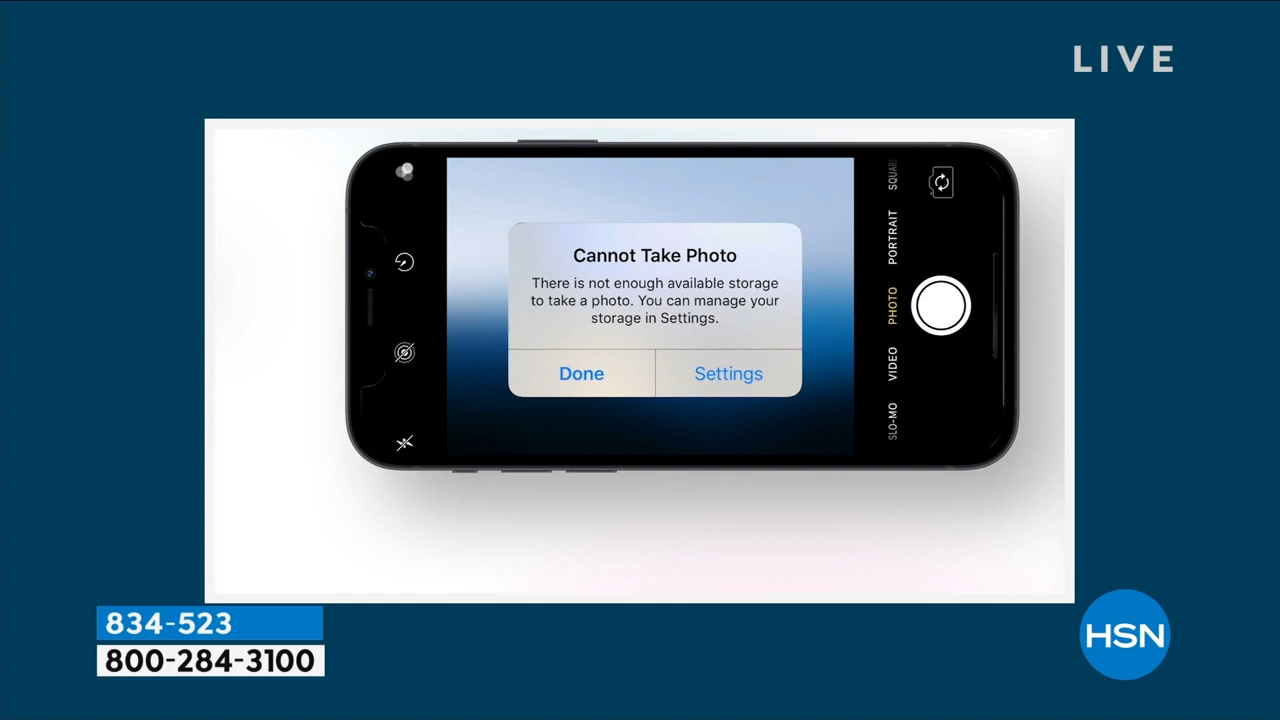 LIVE
Cannot Take Photo
There is not enough available storage
to take a photo. You can manage your
storage in Settings.
Done
Settings
SQUARE
PORTRAIT
PHOTO
VIDEO
SLO-MO
834-523
800-284-3100
HSN